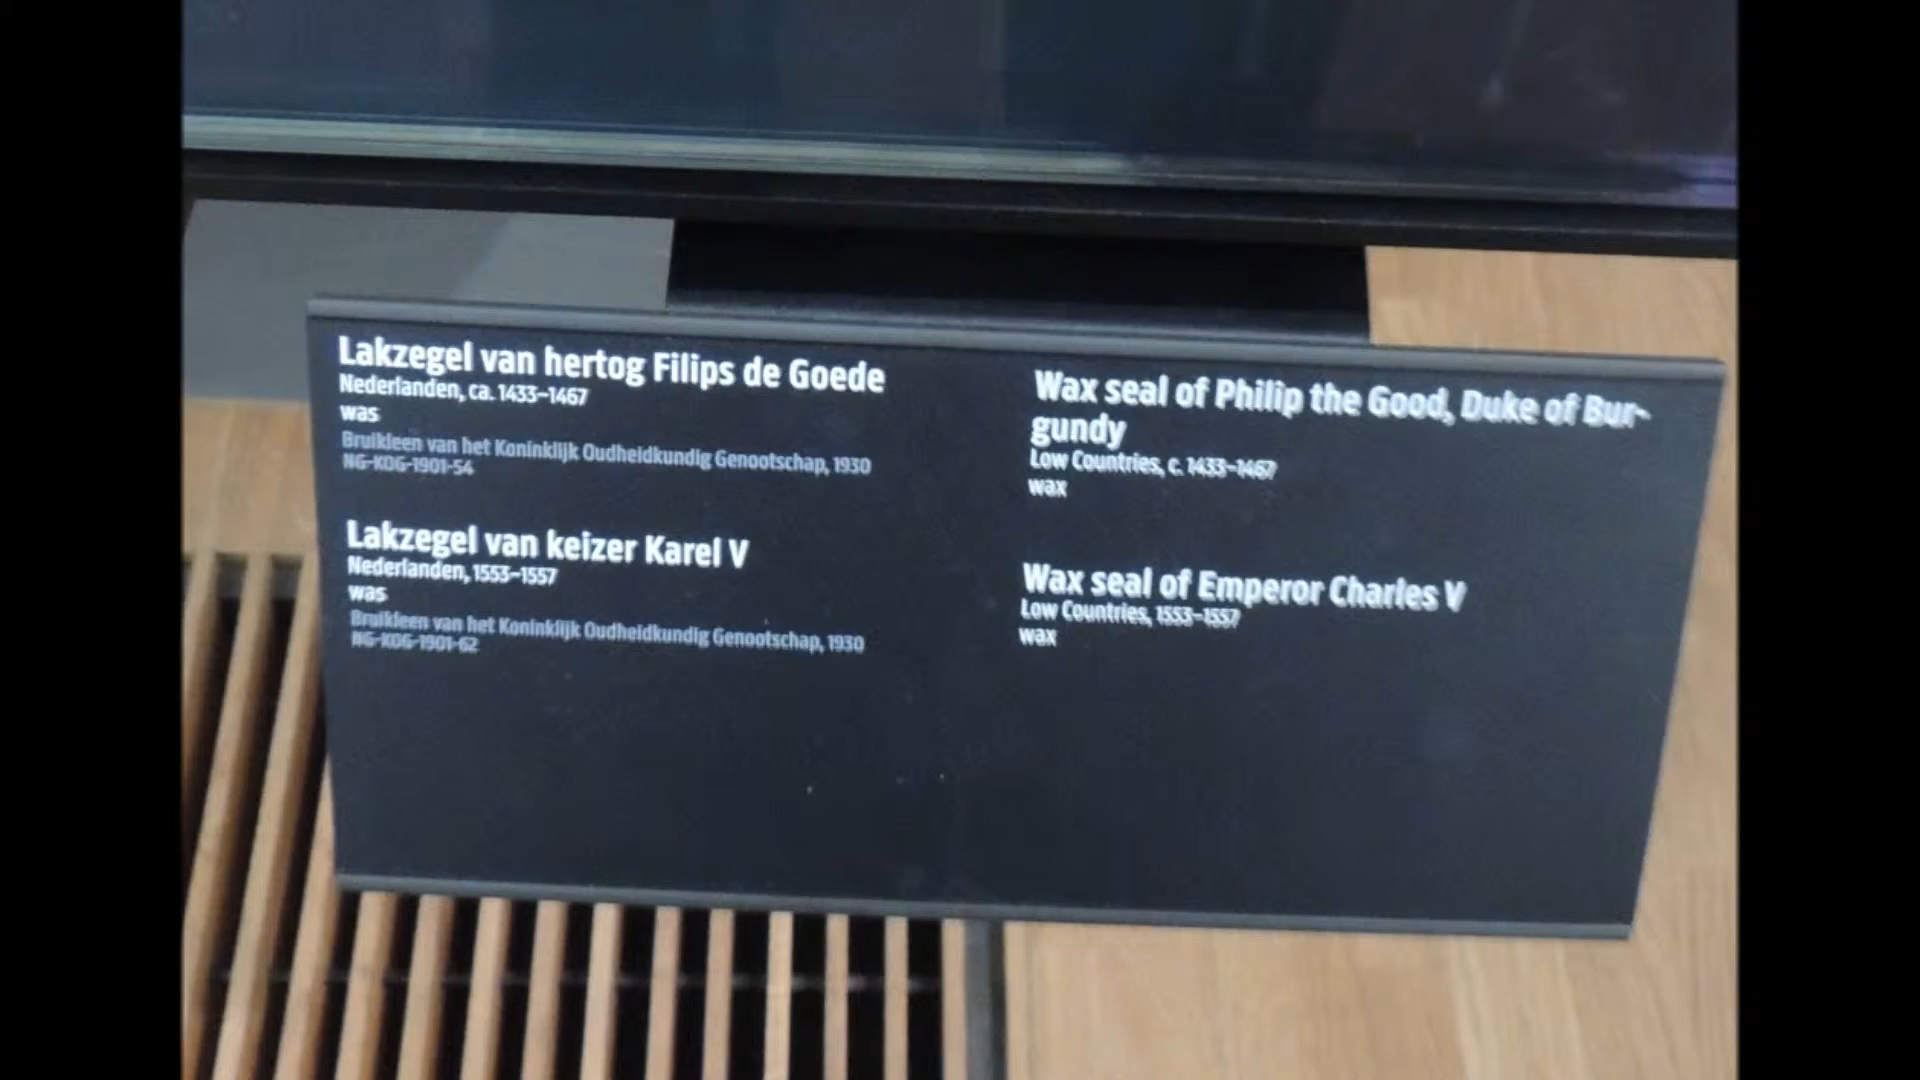 Lakzegel van hertog Filips de Goede
Nederlanden, ca. 1433–1467
was
Bruikleen van het Koninklijk Oudheidkundig Genootschap, 1930
NG-KOG-1901-54
Lakzegel van keizer Karel V
Nederlanden, 1553–1557
was
Bruikleen van het Koninklijk Oudheidkundig Genootschap, 1930
NG-KOG-1901-62
Wax seal of Philip the Good, Duke of Bur-
gundy
Low Countries, c. 1433–1467
wax
Wax seal of Emperor Charles V
Low Countries, 1553–1557
wax